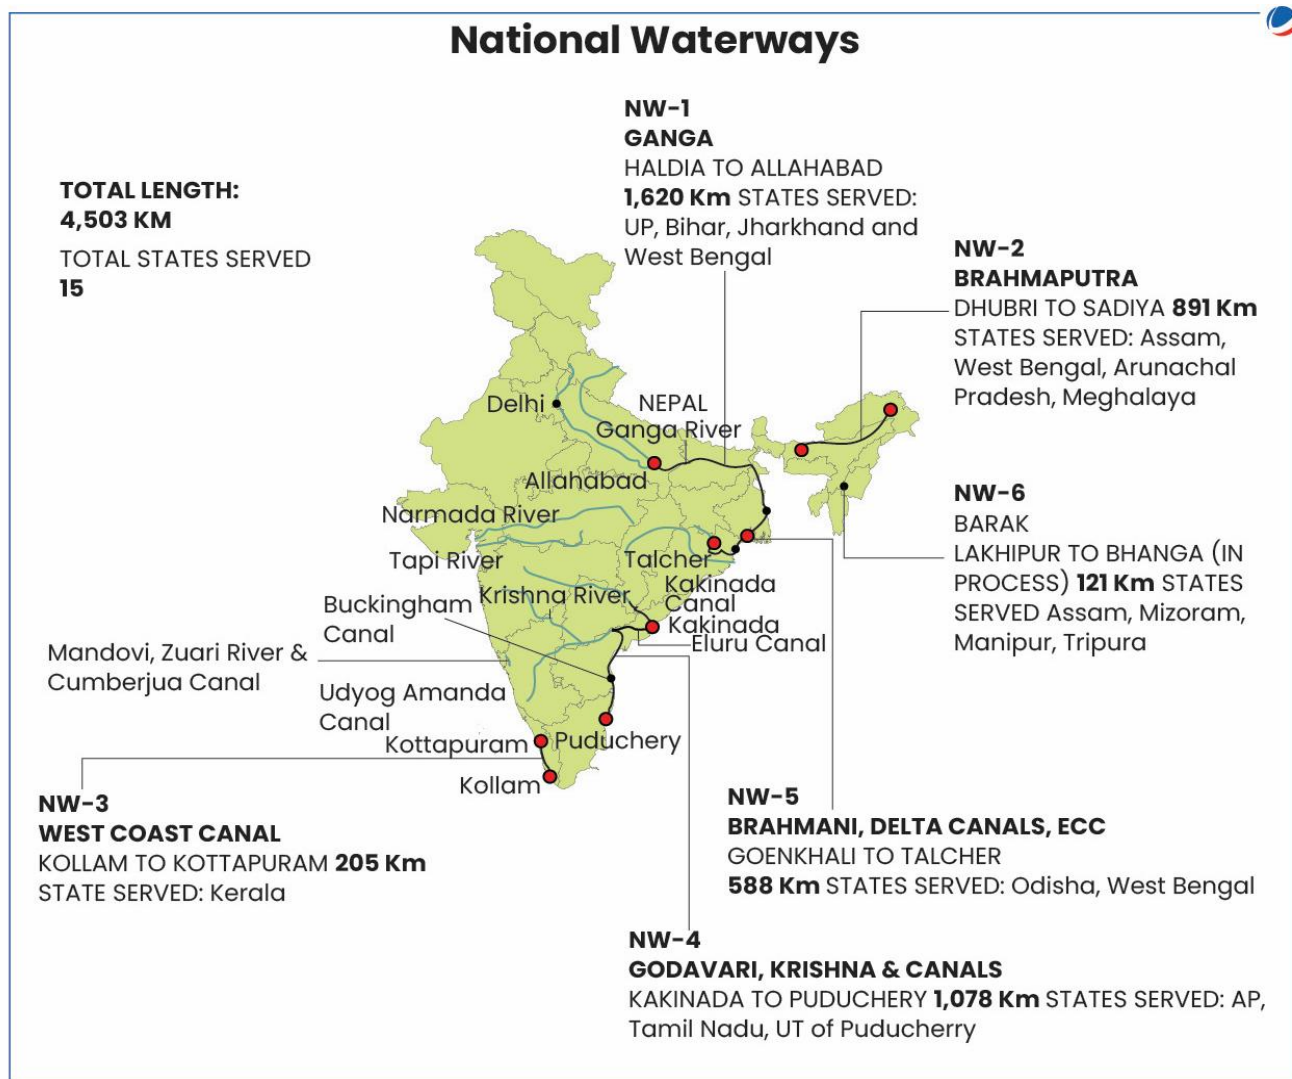 National Waterways
NW-1
GANGA
HALDIA TO ALLAHABAD
1,620 Km STATES SERVED:
UP, Bihar, Jharkhand and
West Bengal
TOTAL LENGTH:
4,503 KM
TOTAL STATES SERVED
15
NW-2
BRAHMAPUTRA
DHUBRI TO SADIYA 891 Km
STATES SERVED: Assam,
West Bengal, Arunachal
Pradesh, Meghalaya
Delhi
NEPAL
Ganga River
Allahabad
Narmada River
Tapi River
Talcher
Kakinada
Canal
Krishna River
Buckingham
Canal
Kakinada
Eluru Canal
Mandovi, Zuari River &
Cumberjua Canal
Udyog Amanda
Canal
Kottapuram
Puduchery
Kollam
NW-6
BARAK
LAKHIPUR TO BHANGA (IN
PROCESS) 121 Km STATES
SERVED Assam, Mizoram,
Manipur, Tripura
NW-3
WEST COAST CANAL
KOLLAM TO KOTTAPURAM 205 Km
STATE SERVED: Kerala
NW-5
BRAHMANI, DELTA CANALS, ECC
GOENKHALI TO TALCHER
588 Km STATES SERVED: Odisha, West Bengal
NW-4
GODAVARI, KRISHNA & CANALS
KAKINADA TO PUDUCHERY 1,078 Km STATES SERVED: AP,
Tamil Nadu, UT of Puducherry